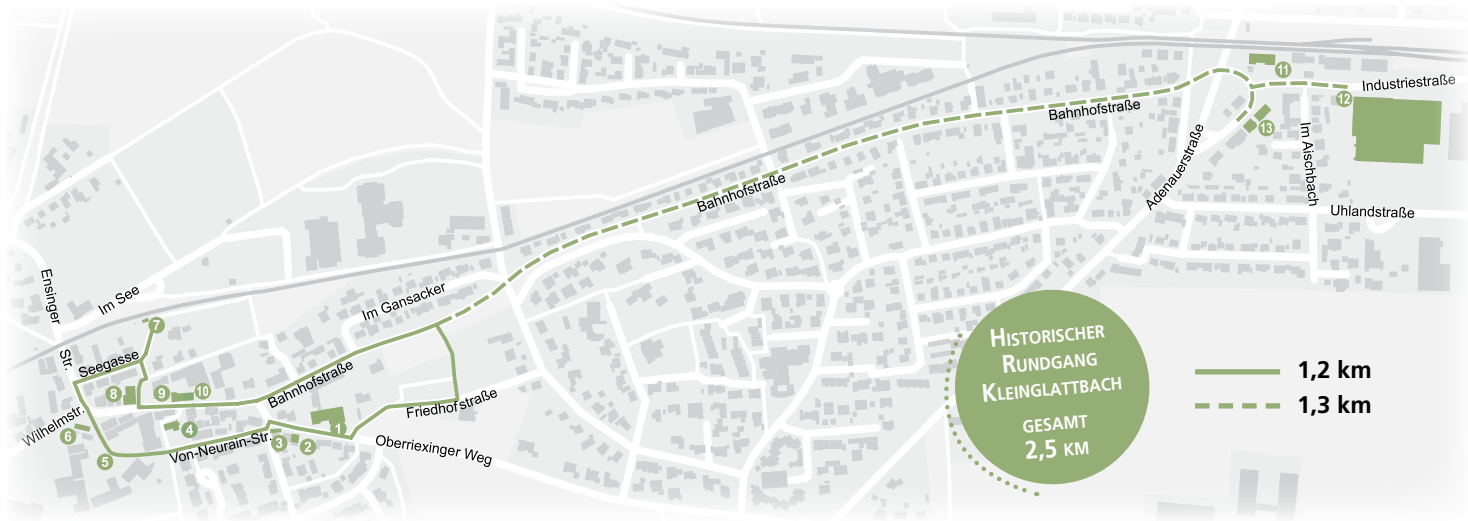 11
Industriestraße
12
Bahnhofstraße
13
Im Aischbach
Adenauerstraße
Bahnhofstraße
Uhlandstraße
Ensinger
Str.
Im See
Im Gansacker
7
Seegasse
8
9
10
Bahnhofstraße
Friedhofstraße
Wilhelmstr.
6
4
1
3
2
5
Von-Neurain-Str.
Oberriexinger Weg
Historischer
Rundgang
Kleinglattbach
gesamt
2,5 km
1,2 km
1,3 km